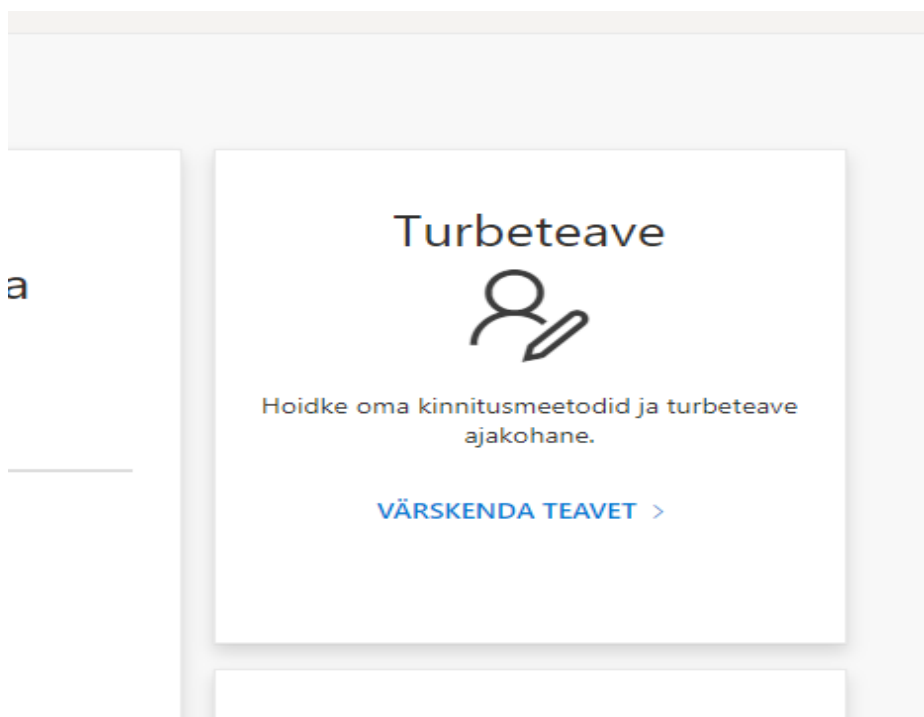 Turbeteave
a
Hoidke oma kinnitusmeetodid ja turbeteave
ajakohane.
VÄRSKENDA TEAVET >